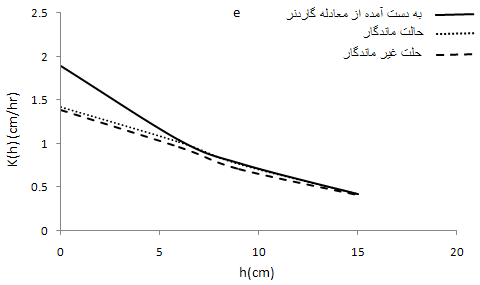 e
به دست آمده از معادله گاردنر
حالت ماندگار
حلت غیر ماندگار
2.5
2
1.5
1
0.5
0
K(h)(cm/hr)
0 5 10 15 20
h(cm)